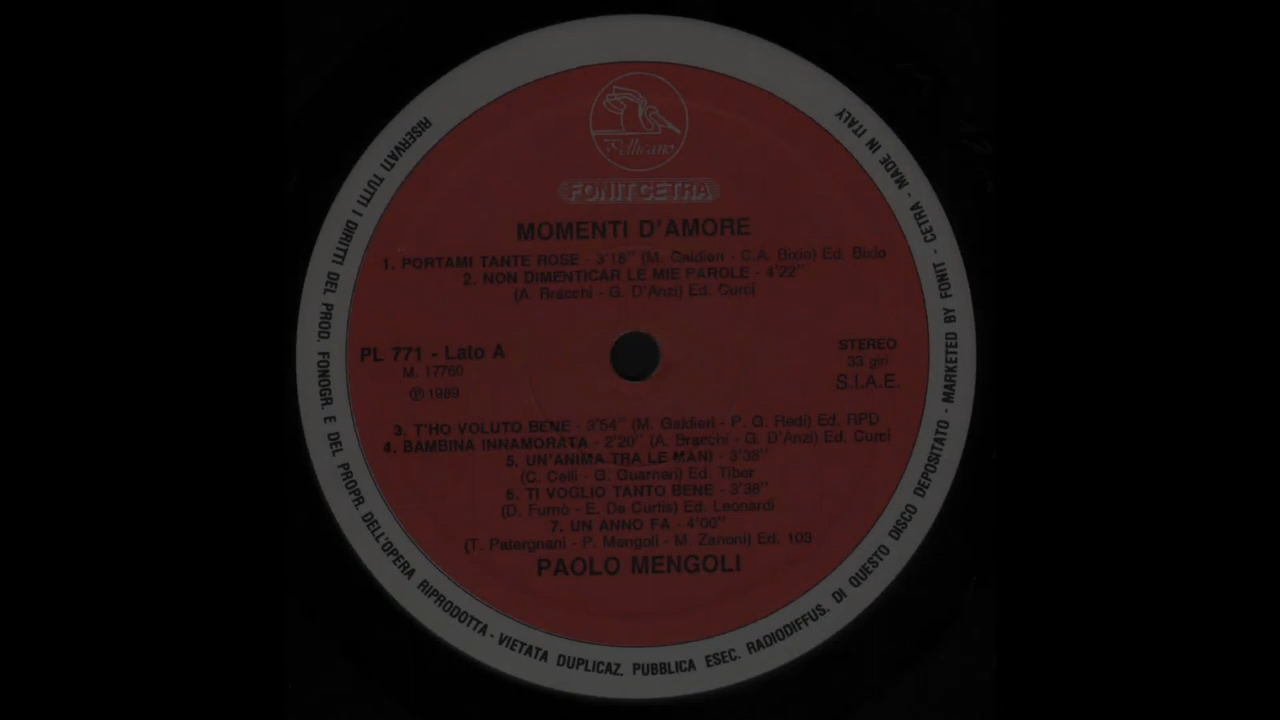 Pellicano
FONIT CETRA
MOMENTI D'AMORE
1. PORTAMI TANTE ROSE - 3'16" (M. Galdieri - C.A. Bixio) Ed. Bixio
2. NON DIMENTICAR LE MIE PAROLE - 4'22"
(A. Bracchi - G. D'Anzi) Ed. Curci
PL 771 - Lato A
M. 17760
℗ 1989
STEREO
33 giri
S.I.A.E.
3. T'HO VOLUTO BENE - 3'54" (M. Galdieri - P. G. Redi) Ed. RPD
4. BAMBINA INNAMORATA - 2'20" (A. Bracchi - G. D'Anzi) Ed. Curci
5. UN'ANIMA TRA LE MANI - 3'38"
(C. Celli - G. Guarneri) Ed. Tiber
6. TI VOGLIO TANTO BENE - 3'38"
(D. Furnò - E. De Curtis) Ed. Leonardi
7. UN ANNO FA - 4'00"
(T. Patergnani - P. Mengoli - M. Zanoni) Ed. 103
PAOLO MENGOLI
RISERVATI TUTTI I DIRITTI DEL PROD. FONOGR. E DEL PROPR. DELL'OPERA RIPRODOTTA - VIETATA DUPLICAZ. PUBBLICA ESEC. RADIODIFFUS. DI QUESTO DISCO DEPOSITATO - MARKETED BY FONIT - CETRA - MADE IN ITALY